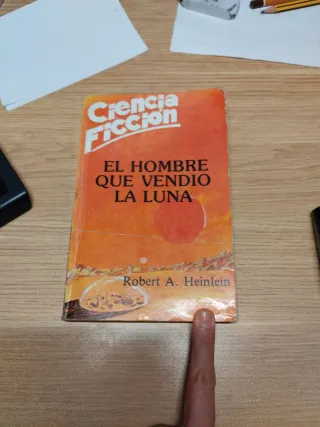 Ciencia
Ficción
EL HOMBRE
QUE VENDIO
LA LUNA
Robert A. Heinlein